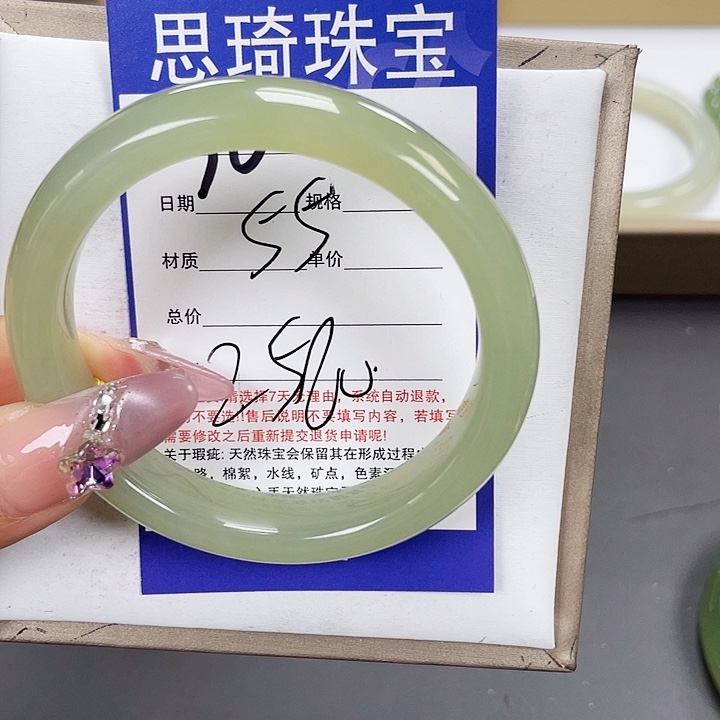 思琦珠宝
日期 规格
55
材质 单价
总价
请选择7天无理由，系统自动退款，
不要选!!售后说明不要填写内容，若填写
需要修改之后重新提交退货申请呢!
关于瑕疵: 天然珠宝会保留其在形成过程
路，棉絮，水线，矿点，色素沉